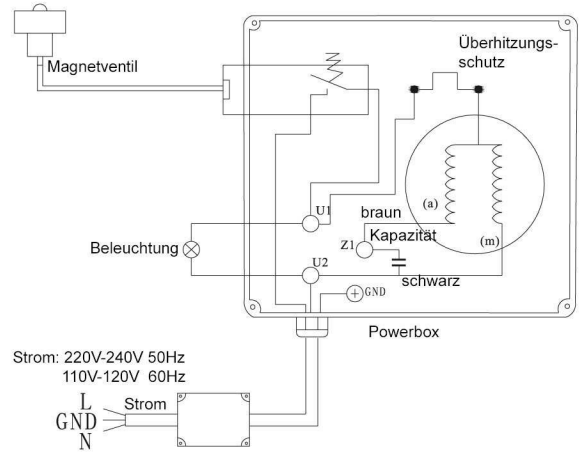 Magnetventil
Überhitzungs-
schutz
U1
braun
(a)
Kapazität
(m)
Beleuchtung
Z1
U2
schwarz
GND
Powerbox
Strom: 220V-240V 50Hz
110V-120V 60Hz
L
Strom
GND
N